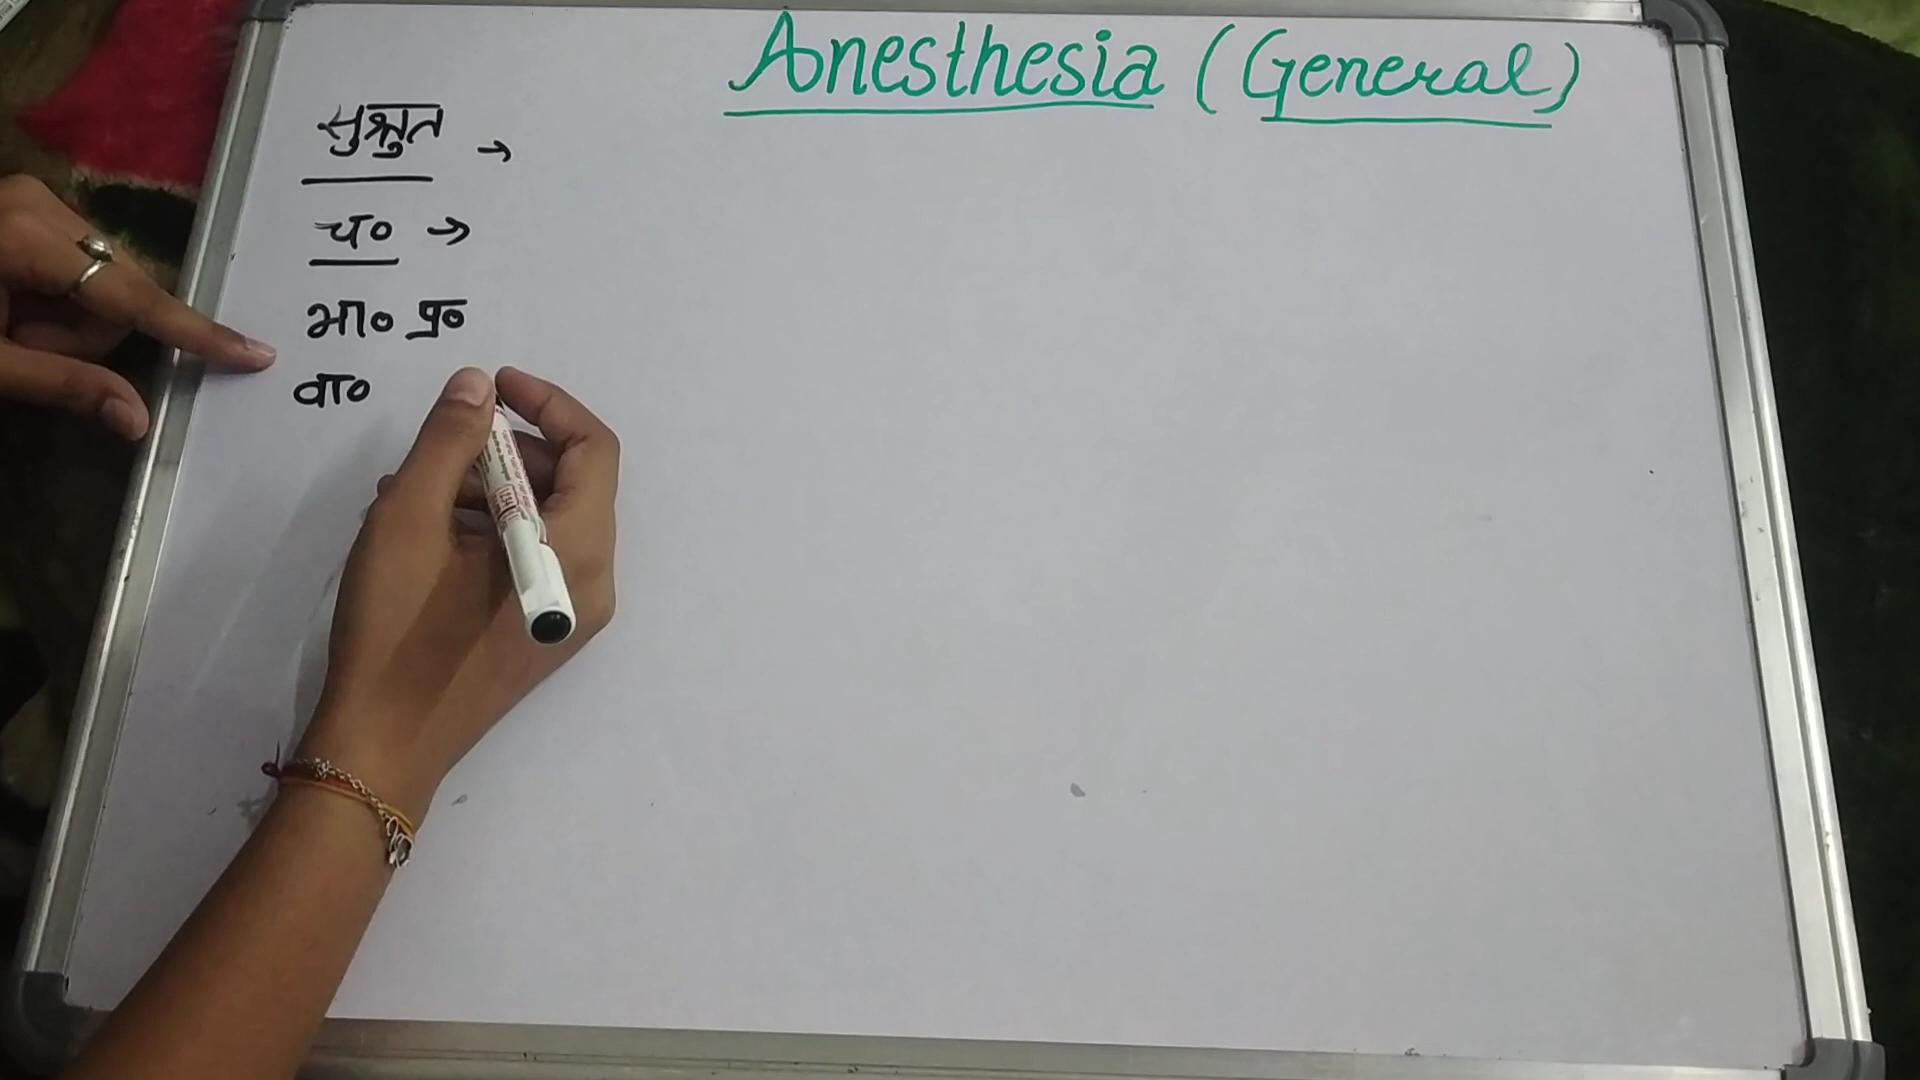 Anesthesia (General)
सुश्रुत →
च० →
भा० प्र०
वा०